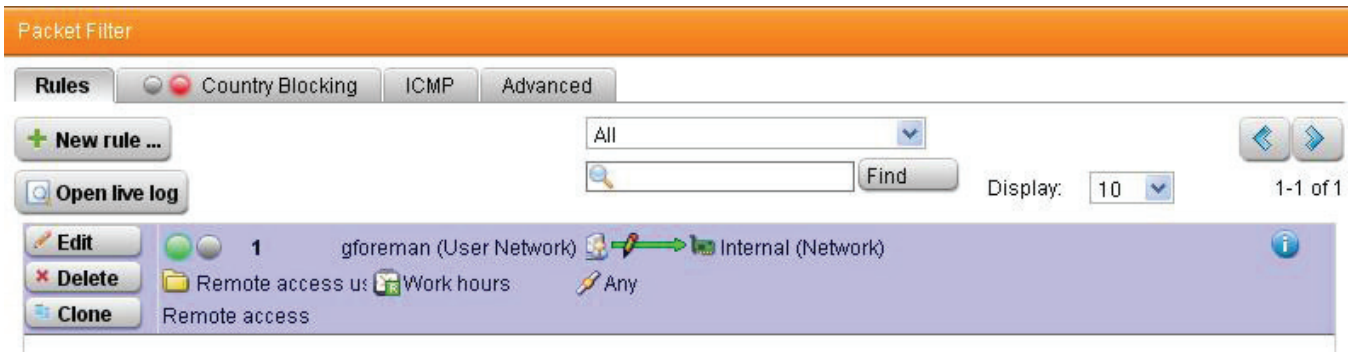 Packet Filter
Rules Country Blocking ICMP Advanced
New rule ...
All
Find
Display: 10 1-1 of 1
Open live log
Edit 1 gforeman (User Network) Internal (Network)
Delete Remote access us Work hours Any
Clone Remote access